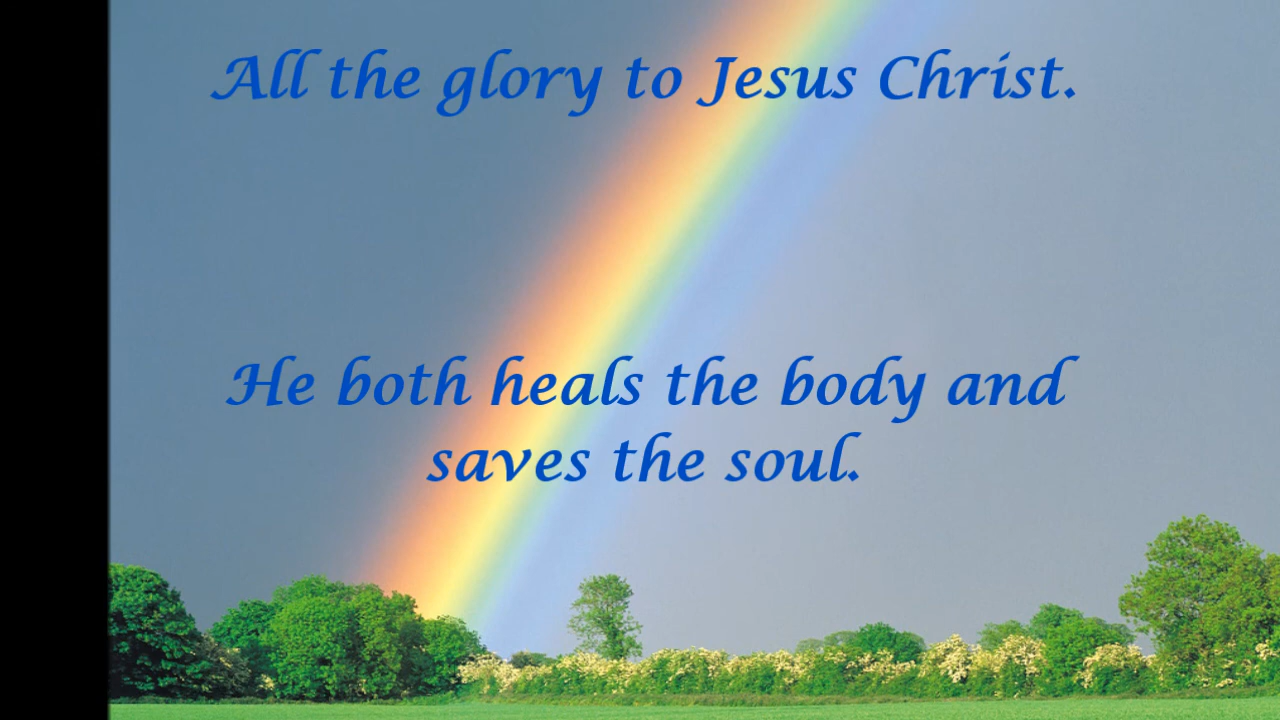 All the glory to Jesus Christ.
He both heals the body and
saves the soul.